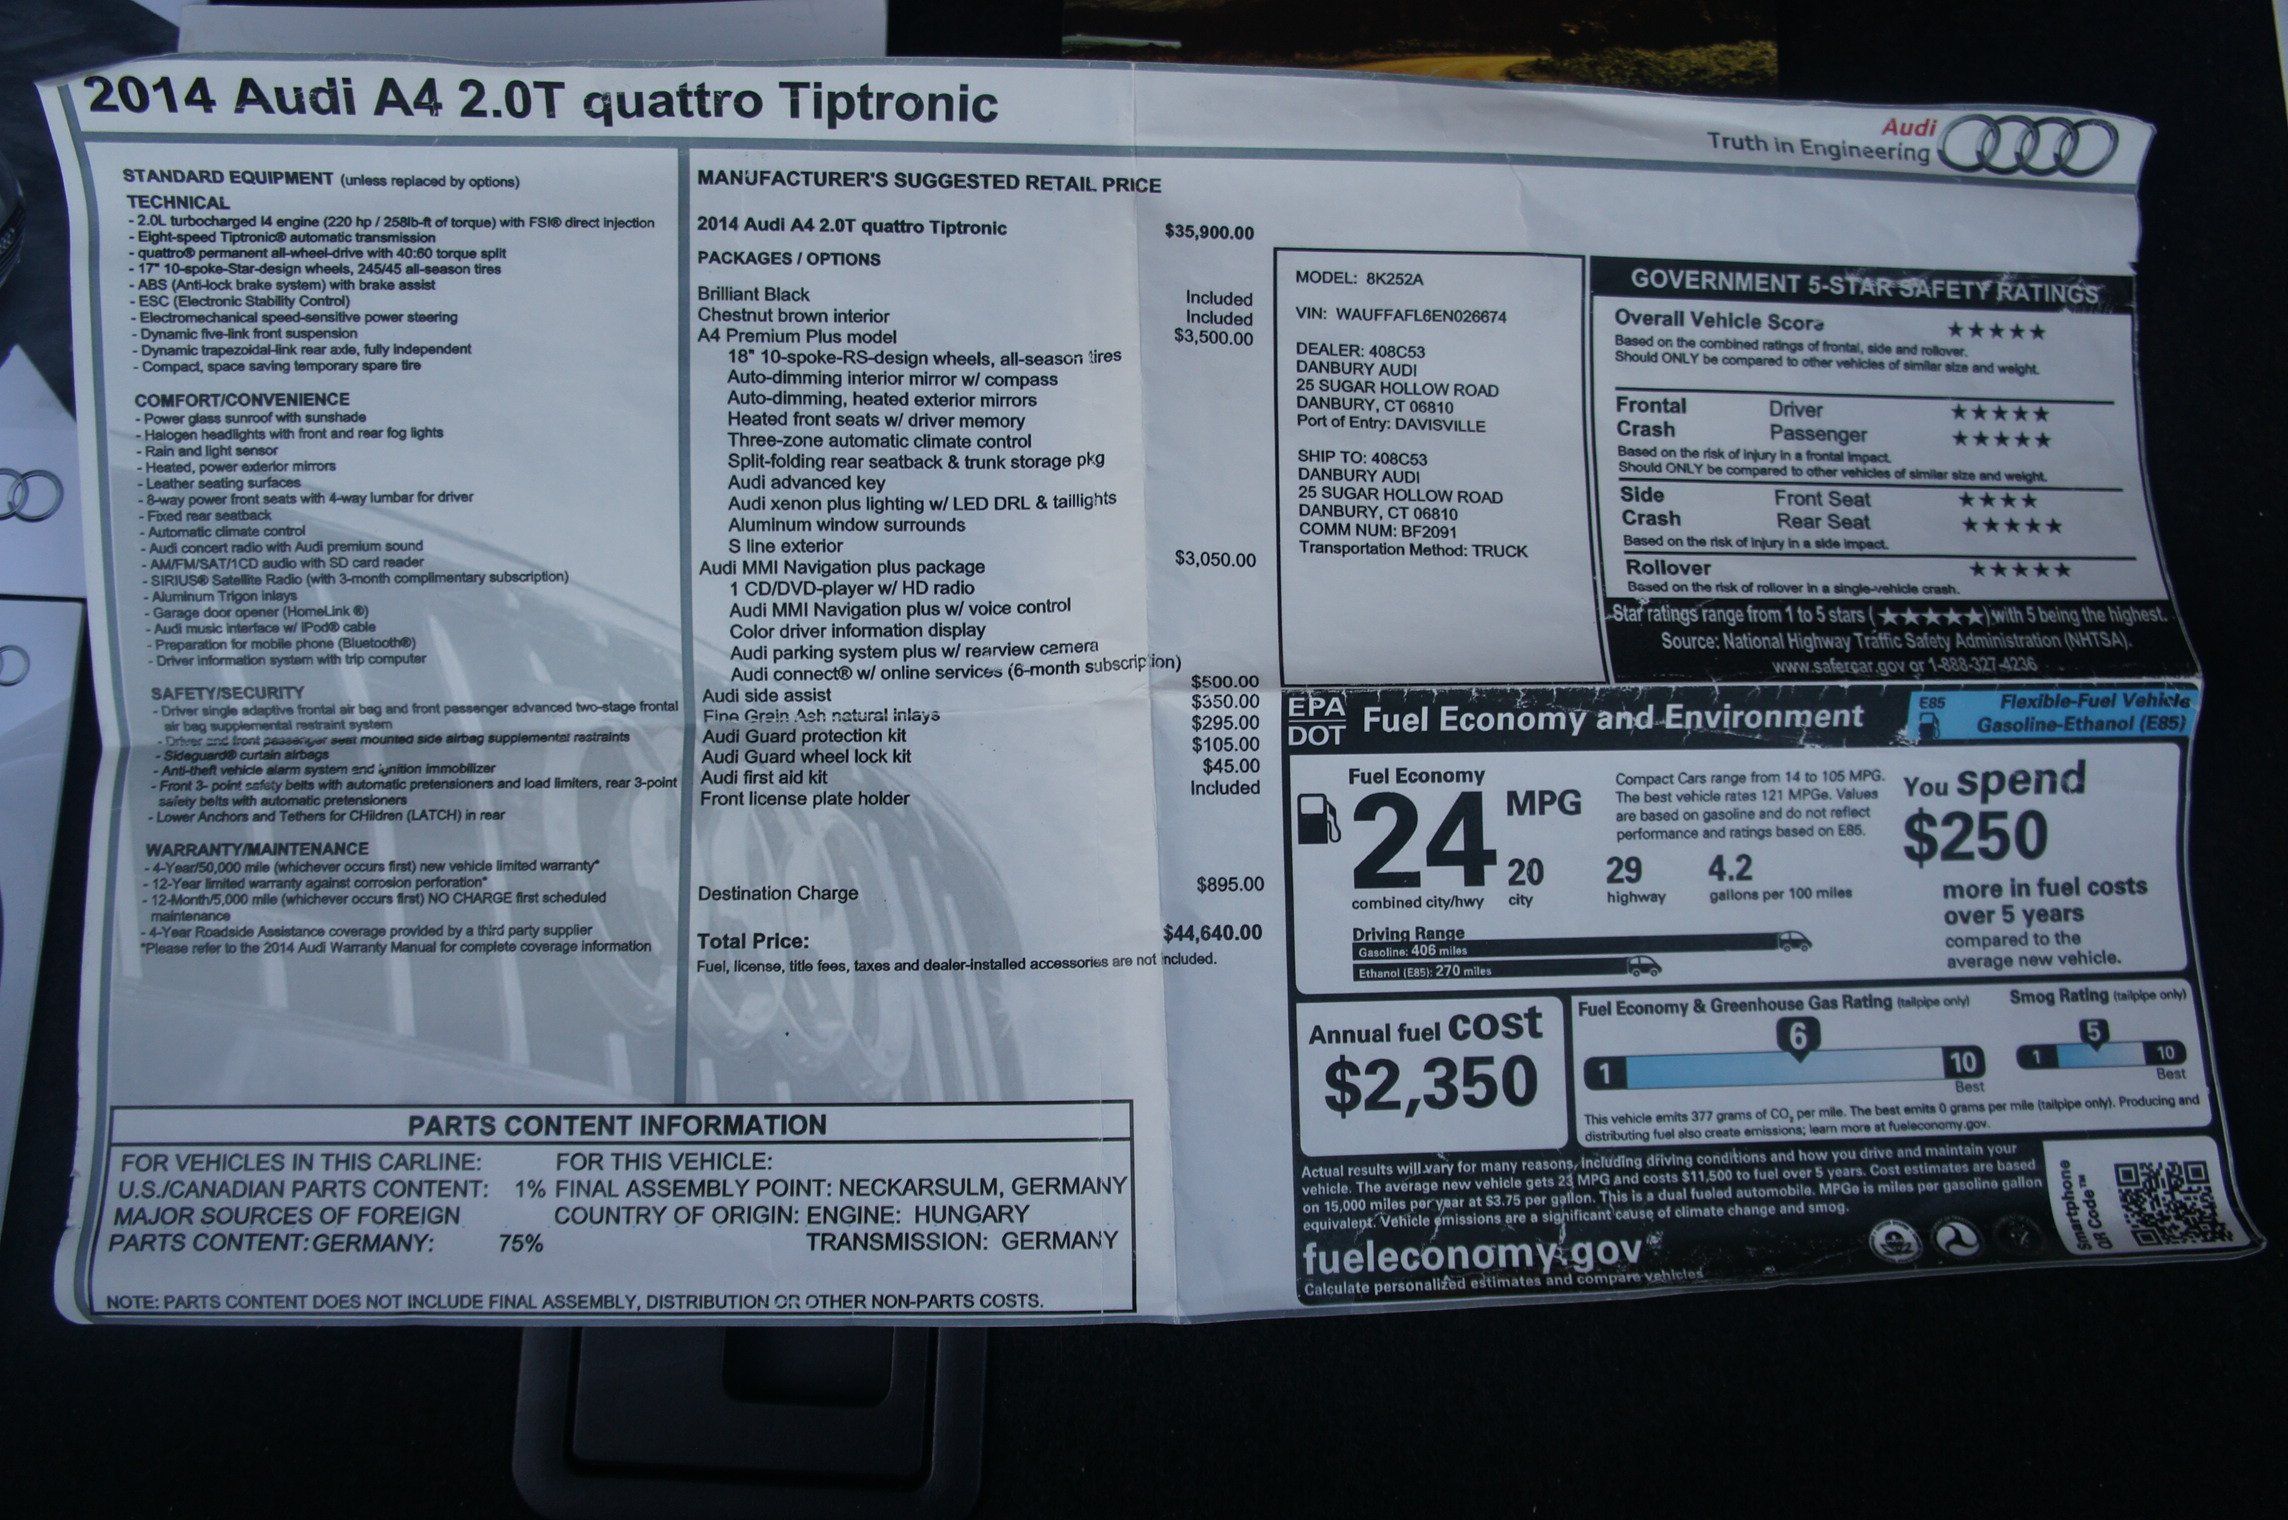 2014 Audi A4 2.0T quattro Tiptronic
Audi
Truth in Engineering
STANDARD EQUIPMENT (unless replaced by options)
TECHNICAL
- 2.0L turbocharged I4 engine (220 hp / 258lb-ft of torque) with FSI® direct injection
- Eight-speed Tiptronic® automatic transmission
- quattro® permanent all-wheel-drive with 40:60 torque split
- 17" 10-spoke-Star-design wheels, 245/45 all-season tires
- ABS (Anti-lock brake system) with brake assist
- ESC (Electronic Stability Control)
- Electromechanical speed-sensitive power steering
- Dynamic five-link front suspension
- Dynamic trapezoidal-link rear axle, fully independent
- Compact, space saving temporary spare tire
COMFORT/CONVENIENCE
- Power glass sunroof with sunshade
- Halogen headlights with front and rear fog lights
- Rain and light sensor
- Heated, power exterior mirrors
- Leather seating surfaces
- 8-way power front seats with 4-way lumbar for driver
- Fixed rear seatback
- Automatic climate control
- Audi concert radio with Audi premium sound
- AM/FM/SAT/1CD audio with SD card reader
- SIRIUS® Satellite Radio (with 3-month complimentary subscription)
- Aluminum Trigon inlays
- Garage door opener (HomeLink ®)
- Audi music interface w/ iPod® cable
- Preparation for mobile phone (Bluetooth®)
- Driver information system with trip computer
SAFETY/SECURITY
- Driver single adaptive frontal air bag and front passenger advanced two-stage frontal
air bag supplemental restraint system
- Driver and front passenger seat mounted side airbag supplemental restraints
- Sideguard® curtain airbags
- Anti-theft vehicle alarm system and ignition immobilizer
- Front 3- point safety belts with automatic pretensioners and load limiters, rear 3-point
safety belts with automatic pretensioners
- Lower Anchors and Tethers for CHildren (LATCH) in rear
WARRANTY/MAINTENANCE
- 4-Year/50,000 mile (whichever occurs first) new vehicle limited warranty*
- 12-Year limited warranty against corrosion perforation*
- 12-Month/5,000 mile (whichever occurs first) NO CHARGE first scheduled
maintenance
- 4-Year Roadside Assistance coverage provided by a third party supplier
*Please refer to the 2014 Audi Warranty Manual for complete coverage information
MANUFACTURER'S SUGGESTED RETAIL PRICE
2014 Audi A4 2.0T quattro Tiptronic $35,900.00
PACKAGES / OPTIONS
Brilliant Black Included
Chestnut brown interior Included
A4 Premium Plus model $3,500.00
18" 10-spoke-RS-design wheels, all-season tires
Auto-dimming interior mirror w/ compass
Auto-dimming, heated exterior mirrors
Heated front seats w/ driver memory
Three-zone automatic climate control
Split-folding rear seatback & trunk storage pkg
Audi advanced key
Audi xenon plus lighting w/ LED DRL & taillights
Aluminum window surrounds
S line exterior
Audi MMI Navigation plus package $3,050.00
1 CD/DVD-player w/ HD radio
Audi MMI Navigation plus w/ voice control
Color driver information display
Audi parking system plus w/ rearview camera
Audi connect® w/ online services (6-month subscription)
Audi side assist $500.00
Fine Grain Ash natural inlays $350.00
Audi Guard protection kit $295.00
Audi Guard wheel lock kit $105.00
Audi first aid kit $45.00
Front license plate holder Included
Destination Charge $895.00
Total Price: $44,640.00
Fuel, license, title fees, taxes and dealer-installed accessories are not included.
MODEL: 8K252A
VIN: WAUFFAFL6EN026674
DEALER: 408C53
DANBURY AUDI
25 SUGAR HOLLOW ROAD
DANBURY, CT 06810
Port of Entry: DAVISVILLE
SHIP TO: 408C53
DANBURY AUDI
25 SUGAR HOLLOW ROAD
DANBURY, CT 06810
COMM NUM: BF2091
Transportation Method: TRUCK
GOVERNMENT 5-STAR SAFETY RATINGS
Overall Vehicle Score ★★★★★
Based on the combined ratings of frontal, side and rollover.
Should ONLY be compared to other vehicles of similar size and weight.
Frontal Driver ★★★★★
Crash Passenger ★★★★★
Based on the risk of injury in a frontal impact.
Should ONLY be compared to other vehicles of similar size and weight.
Side Front Seat ★★★★
Crash Rear Seat ★★★★★
Based on the risk of injury in a side impact.
Rollover ★★★★★
Based on the risk of rollover in a single-vehicle crash.
Star ratings range from 1 to 5 stars (★★★★★) with 5 being the highest.
Source: National Highway Traffic Safety Administration (NHTSA).
www.safercar.gov or 1-888-327-4236
EPA
DOT
Fuel Economy and Environment
E85
Flexible-Fuel Vehicle
Gasoline-Ethanol (E85)
Fuel Economy
24 MPG
combined city/hwy
20
city
29
highway
4.2
gallons per 100 miles
Compact Cars range from 14 to 105 MPG.
The best vehicle rates 121 MPGe. Values
are based on gasoline and do not reflect
performance and ratings based on E85.
Driving Range
Gasoline: 406 miles
Ethanol (E85): 270 miles
You spend
$250
more in fuel costs
over 5 years
compared to the
average new vehicle.
Annual fuel cost
$2,350
Fuel Economy & Greenhouse Gas Rating (tailpipe only)
1 6 10
Best
Smog Rating (tailpipe only)
1 5 10
Best
This vehicle emits 377 grams of CO2 per mile. The best emits 0 grams per mile (tailpipe only). Producing and
distributing fuel also create emissions; learn more at fueleconomy.gov.
Actual results will vary for many reasons, including driving conditions and how you drive and maintain your
vehicle. The average new vehicle gets 23 MPG and costs $11,500 to fuel over 5 years. Cost estimates are based
on 15,000 miles per year at $3.75 per gallon. This is a dual fueled automobile. MPGe is miles per gasoline gallon
equivalent. Vehicle emissions are a significant cause of climate change and smog.
fueleconomy.gov
Calculate personalized estimates and compare vehicles
Smartphone
QR Code™
PARTS CONTENT INFORMATION
FOR VEHICLES IN THIS CARLINE:
U.S./CANADIAN PARTS CONTENT: 1%
MAJOR SOURCES OF FOREIGN
PARTS CONTENT: GERMANY: 75%
FOR THIS VEHICLE:
FINAL ASSEMBLY POINT: NECKARSULM, GERMANY
COUNTRY OF ORIGIN: ENGINE: HUNGARY
TRANSMISSION: GERMANY
NOTE: PARTS CONTENT DOES NOT INCLUDE FINAL ASSEMBLY, DISTRIBUTION OR OTHER NON-PARTS COSTS.